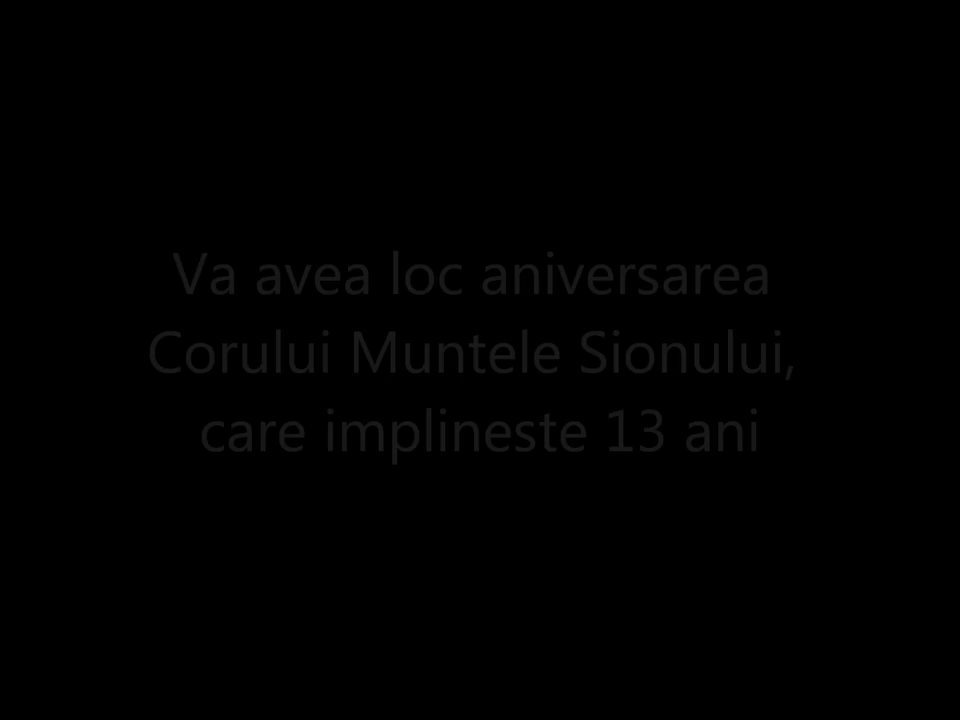 Va avea loc aniversarea
Corului Muntele Sionului,
care implineste 13 ani